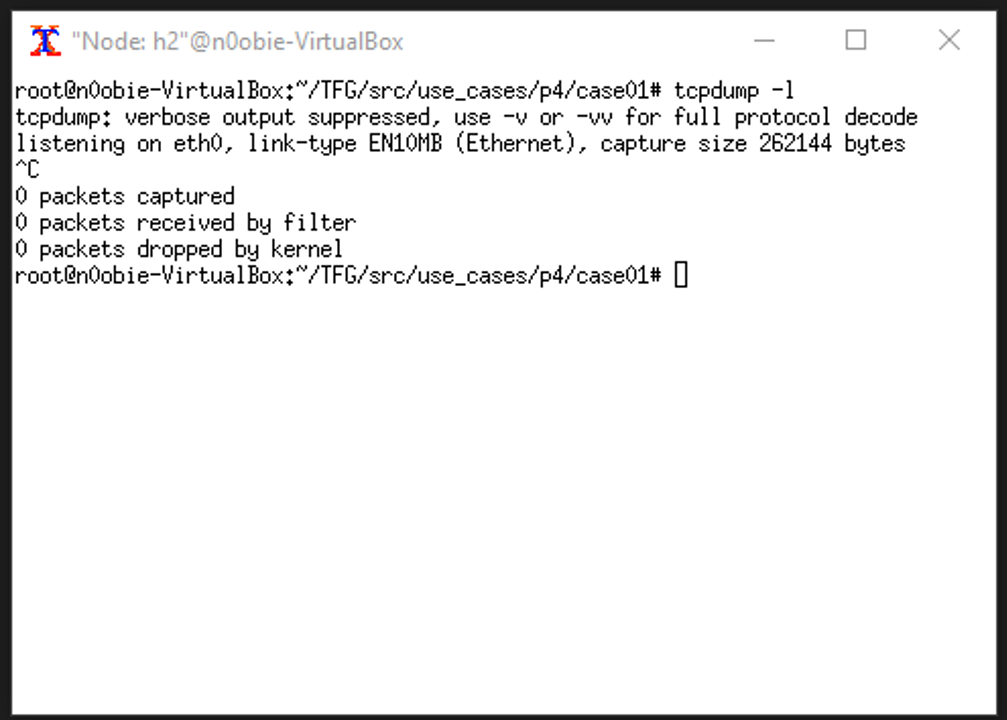 "Node: h2"@n0obie-VirtualBox
root@n0obie-VirtualBox:~/TFG/src/use_cases/p4/case01# tcpdump -l
tcpdump: verbose output suppressed, use -v or -vv for full protocol decode
listening on eth0, link-type EN10MB (Ethernet), capture size 262144 bytes
^C
0 packets captured
0 packets received by filter
0 packets dropped by kernel
root@n0obie-VirtualBox:~/TFG/src/use_cases/p4/case01#